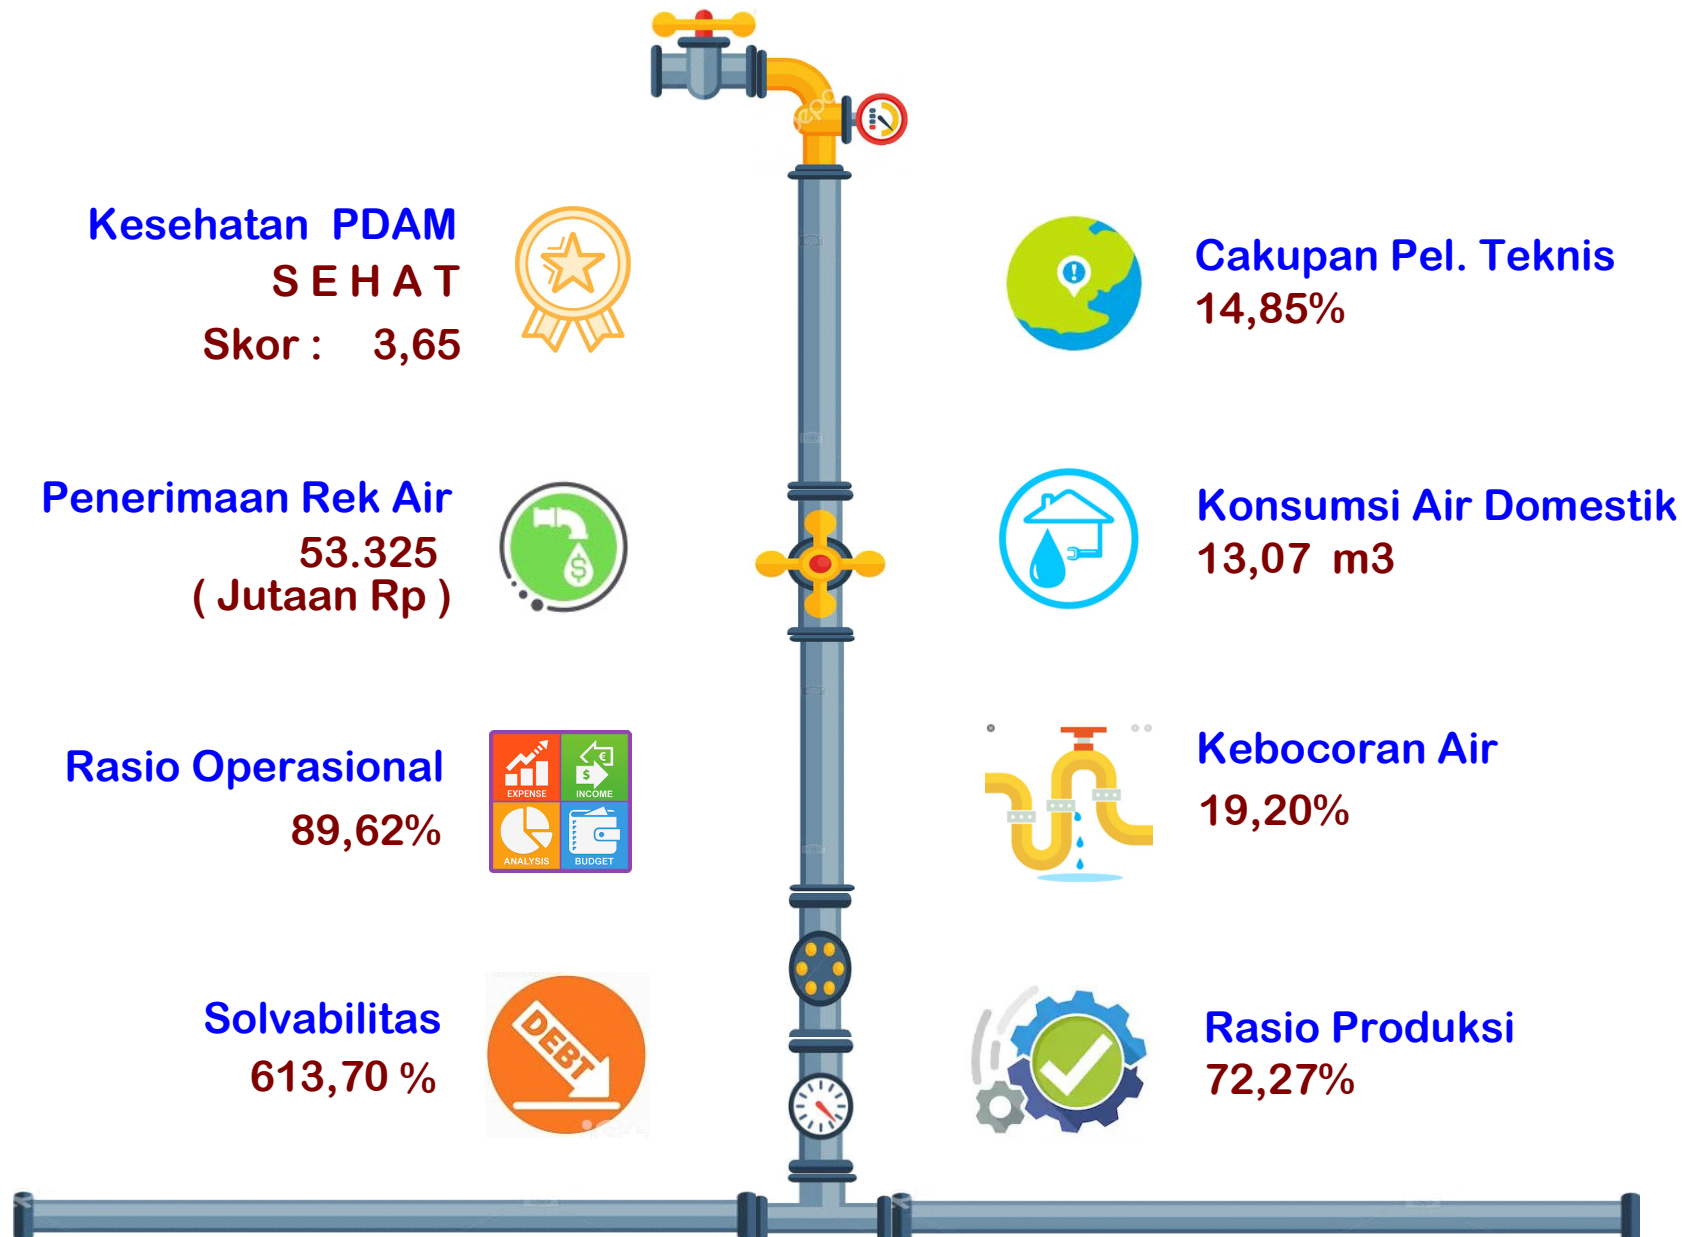 Kesehatan PDAM
S E H A T
Skor : 3,65
Penerimaan Rek Air
53.325
( Jutaan Rp )
Rasio Operasional
89,62%
EXPENSE
INCOME
ANALYSIS
BUDGET
Solvabilitas
613,70 %
DEBT
Cakupan Pel. Teknis
14,85%
Konsumsi Air Domestik
13,07 m3
Kebocoran Air
19,20%
Rasio Produksi
72,27%